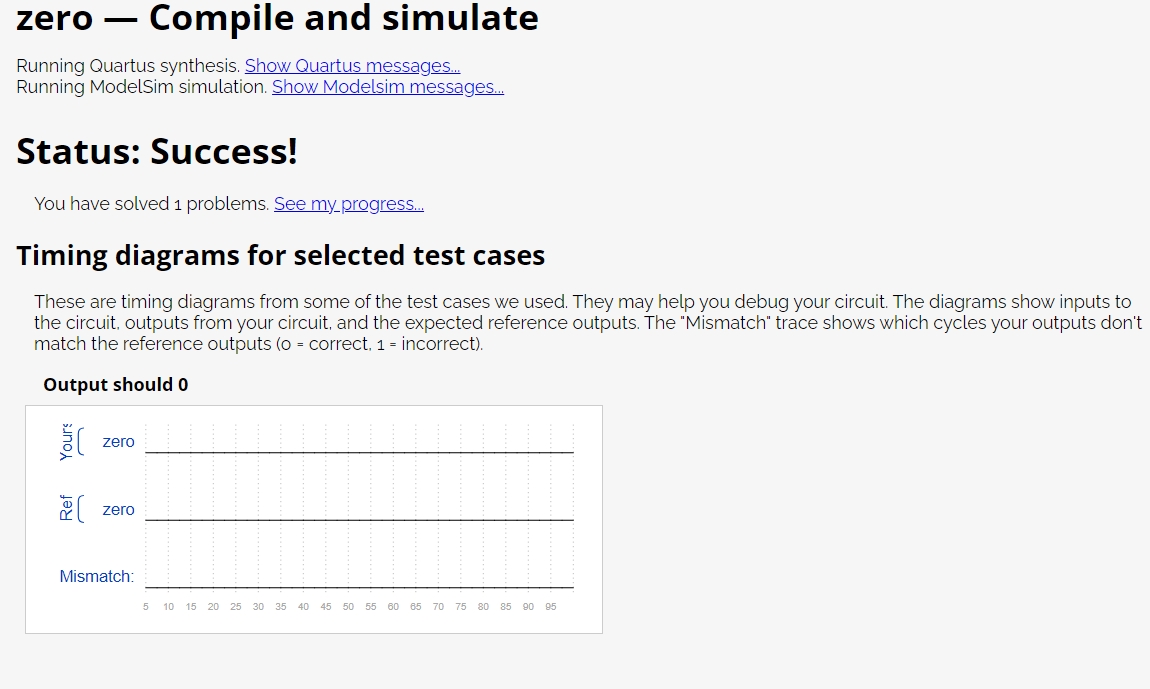 zero — Compile and simulate
Running Quartus synthesis. Show Quartus messages...
Running ModelSim simulation. Show Modelsim messages...
Status: Success!
You have solved 1 problems. See my progress...
Timing diagrams for selected test cases
These are timing diagrams from some of the test cases we used. They may help you debug your circuit. The diagrams show inputs to
the circuit, outputs from your circuit, and the expected reference outputs. The "Mismatch" trace shows which cycles your outputs don't
match the reference outputs (0 = correct, 1 = incorrect).
Output should 0
Yours zero
Ref zero
Mismatch:
5 10 15 20 25 30 35 40 45 50 55 60 65 70 75 80 85 90 95